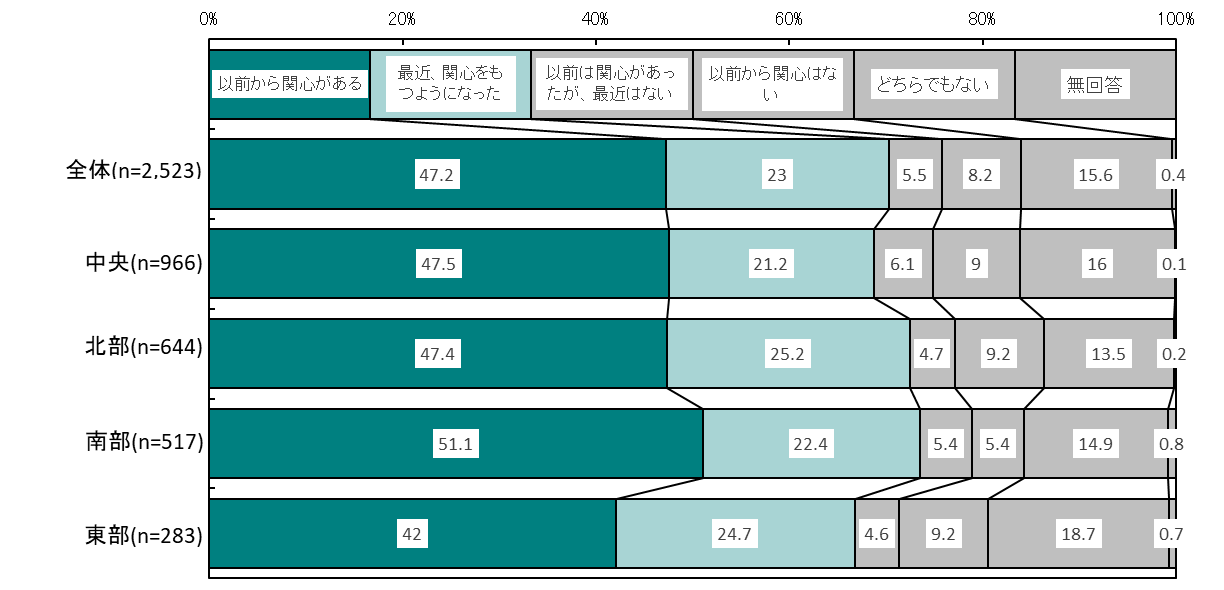 0% 20% 40% 60% 80% 100%
以前から関心がある
最近、関心をも
つようになった
以前は関心があっ
たが、最近はない
以前から関心はな
い
どちらでもない
無回答
全体(n=2,523) 47.2 23 5.5 8.2 15.6 0.4
中央(n=966) 47.5 21.2 6.1 9 16 0.1
北部(n=644) 47.4 25.2 4.7 9.2 13.5 0.2
南部(n=517) 51.1 22.4 5.4 5.4 14.9 0.8
東部(n=283) 42 24.7 4.6 9.2 18.7 0.7